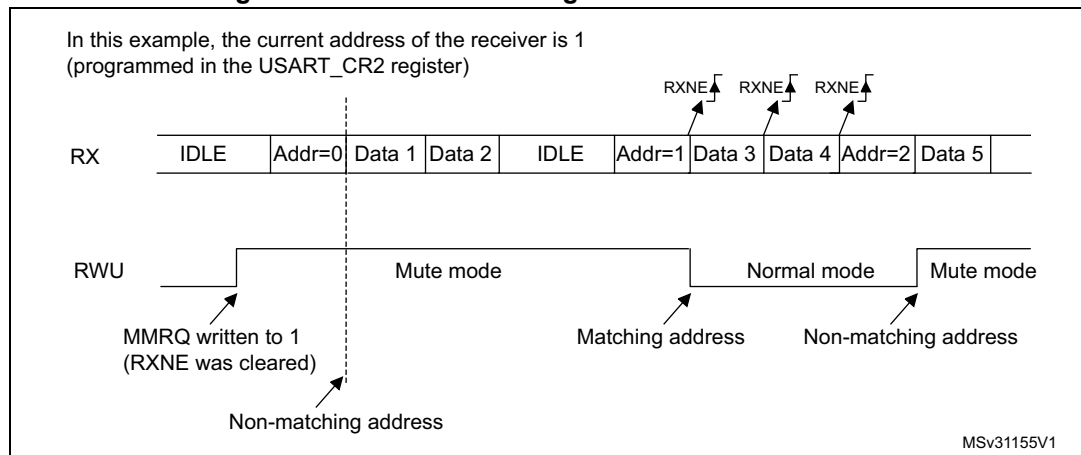 In this example, the current address of the receiver is 1
(programmed in the USART_CR2 register)
RXNE RXNE RXNE
RX IDLE Addr=0 Data 1 Data 2 IDLE Addr=1 Data 3 Data 4 Addr=2 Data 5
RWU Mute mode Normal mode Mute mode
MMRQ written to 1 Matching address Non-matching address
(RXNE was cleared)
Non-matching address
MSv31155V1